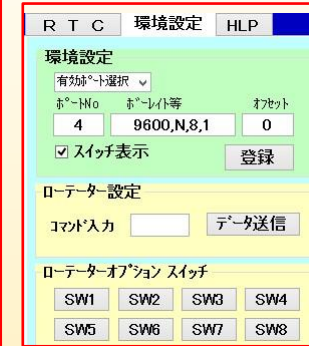 R T C 環境設定 HLP
環境設定
有効ﾎﾟｰﾄ選択
ﾎﾟｰﾄNo ﾎﾞｰﾚｲﾄ等 ｵﾌｾｯﾄ
4 9600,N,8,1 0
スイッチ表示 登録
ローテーター設定
ｺﾏﾝﾄﾞ入力 データ送信
ローテーターオプション スイッチ
SW1 SW2 SW3 SW4
SW5 SW6 SW7 SW8